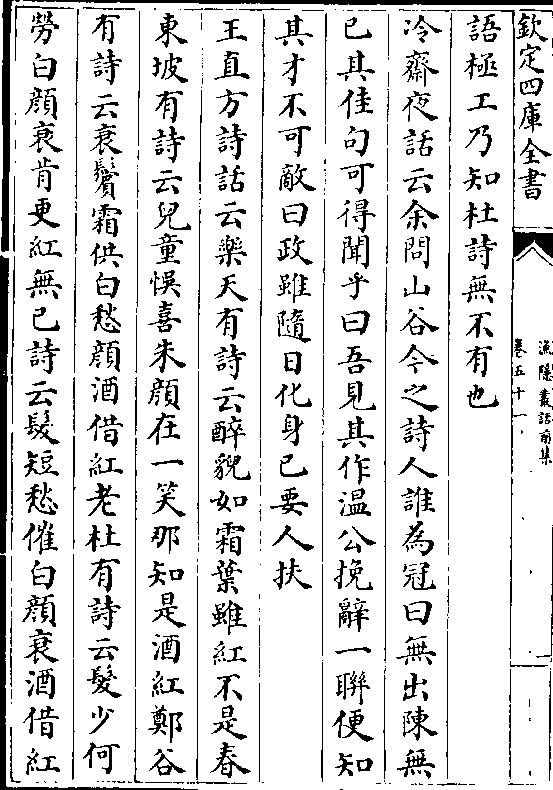 欽定四庫全書
漁隱叢話前集
卷五十一
語極工乃知杜詩無不有也
冷齋夜話云余問山谷今之詩人誰為冠曰無出陳無
已其佳句可得聞乎曰吾見其作温公挽辭一聯便知
其才不可敵曰政雖隨日化身已要人扶
王直方詩話云樂天有詩云醉貎如霜葉雖紅不是春
東坡有詩云兒童悞喜朱顔在一笑那知是酒紅鄭谷
有詩云衰鬢霜供白愁顔酒借紅老杜有詩云髮少何
勞白顔衰肯更紅無已詩云髮短愁催白顔衰酒借紅